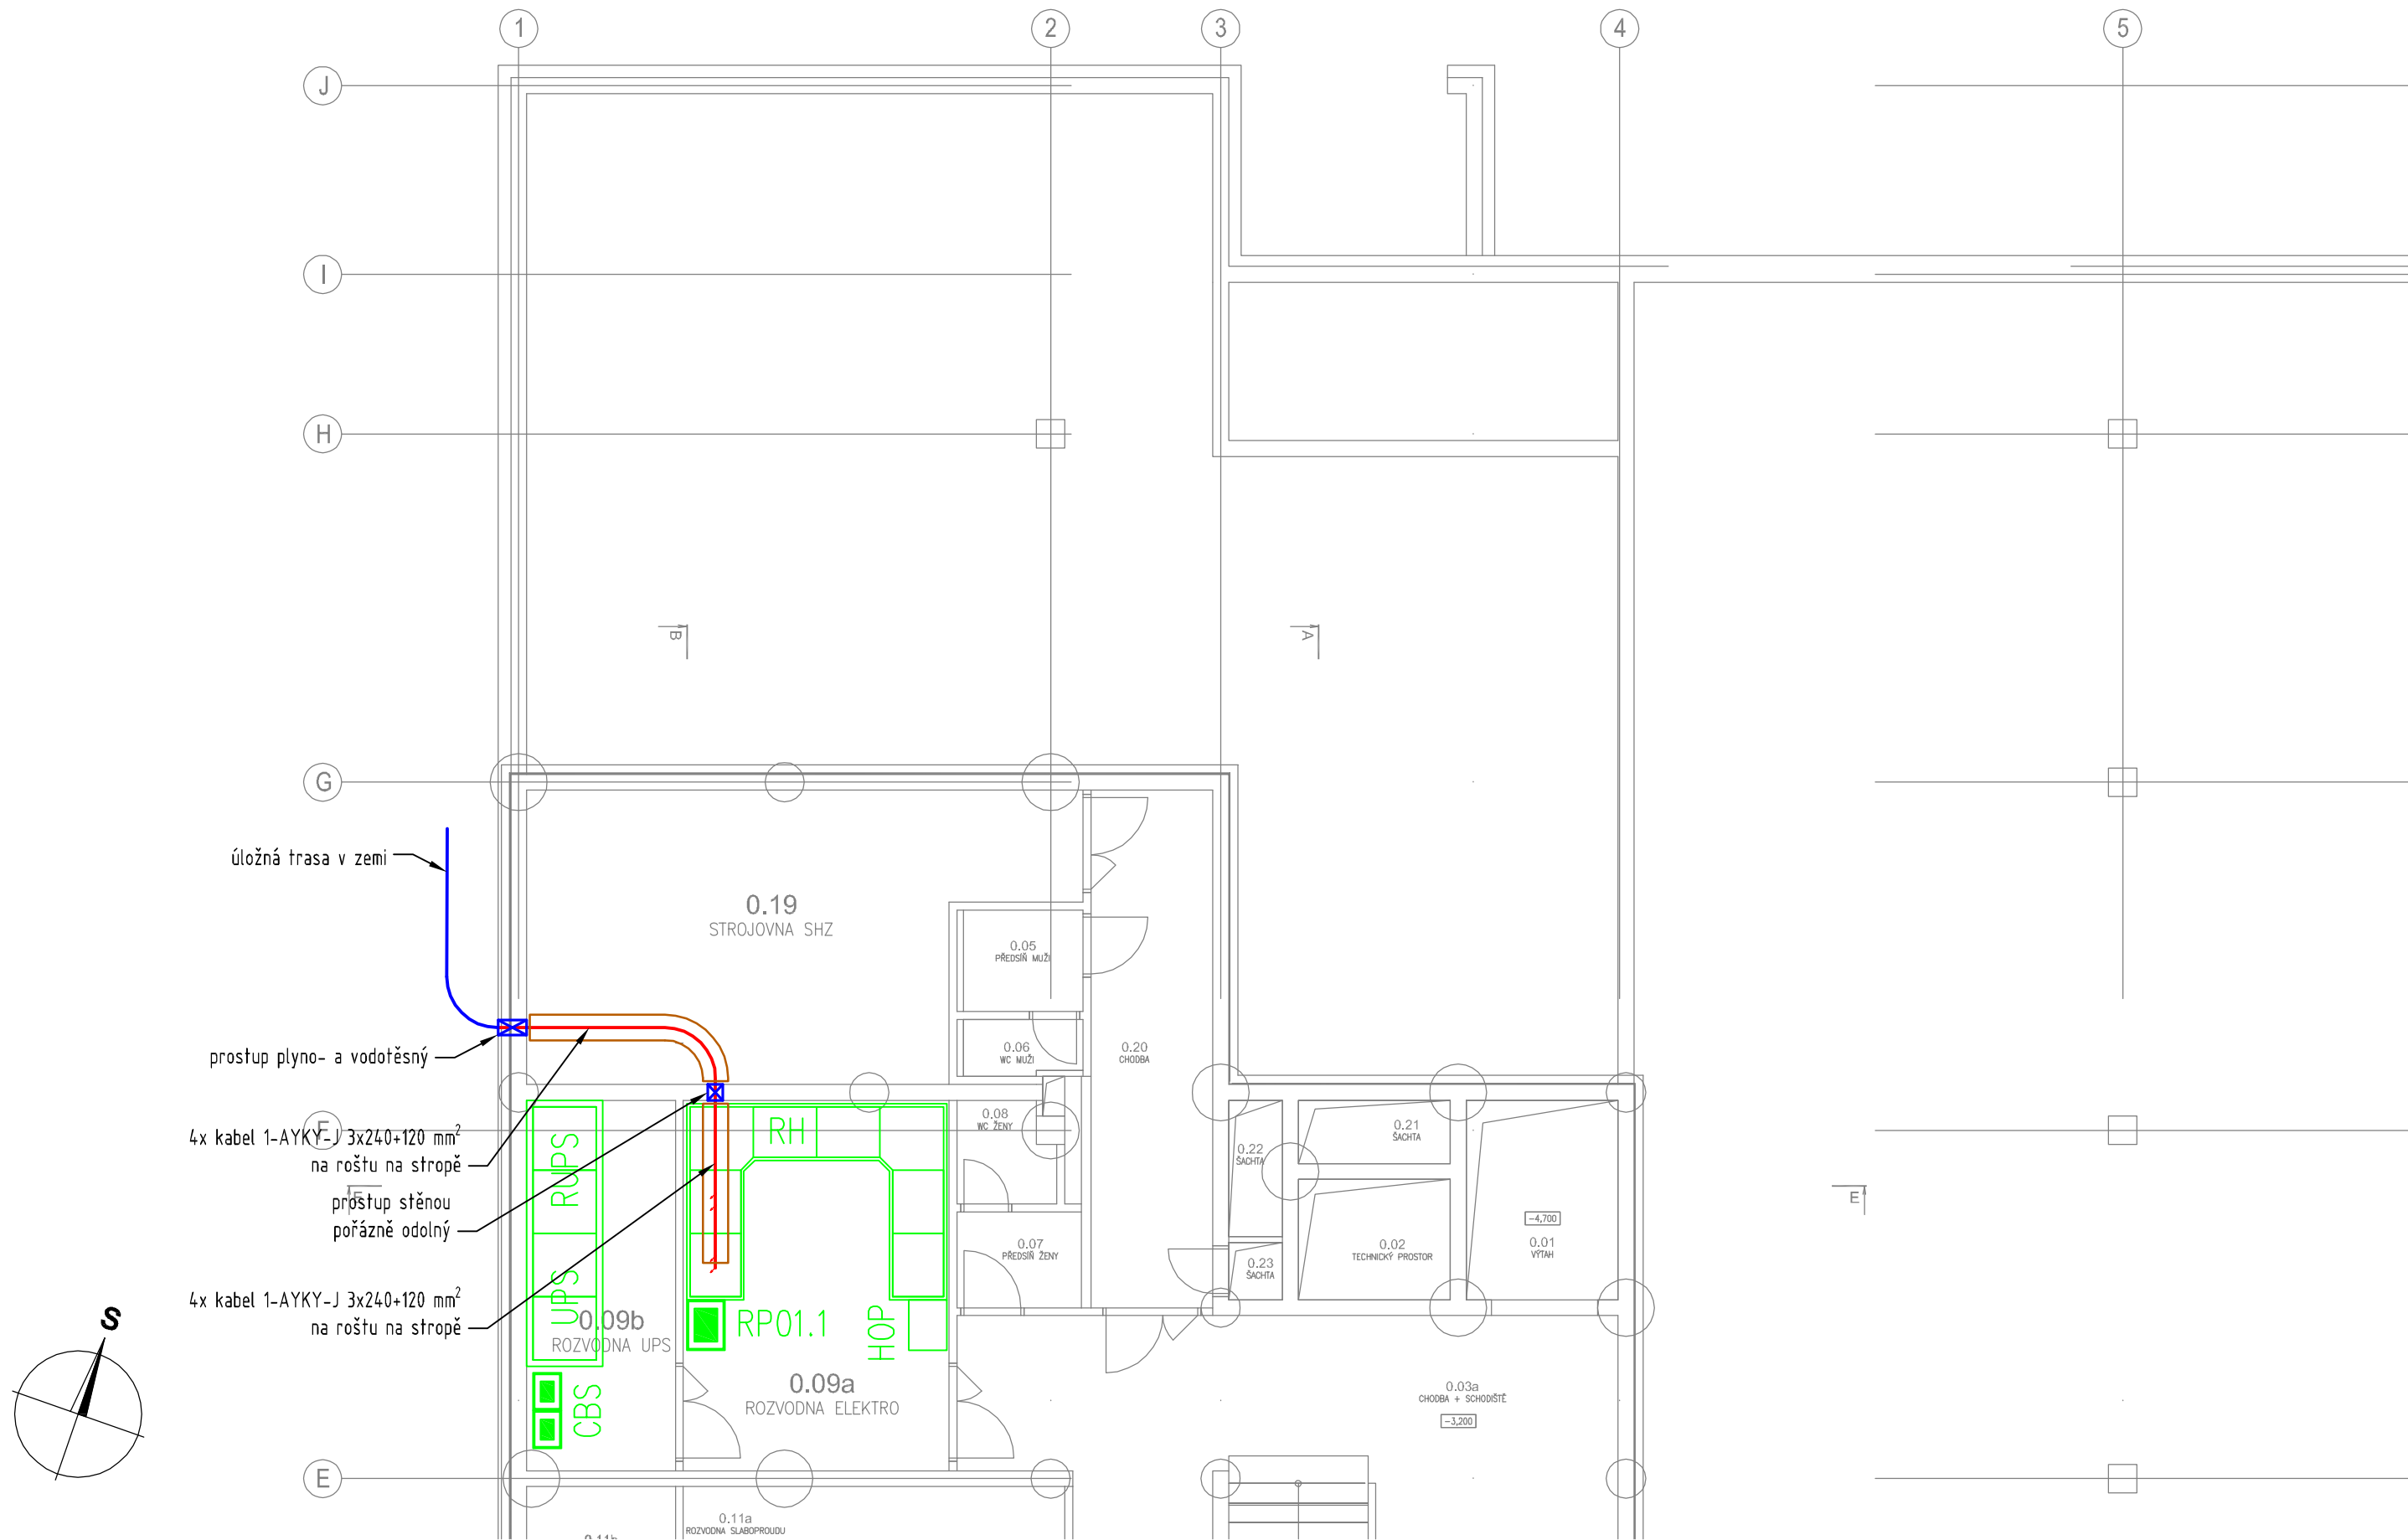 1
2
3
4
5
J
I
H
B
A
G
úložná trasa v zemi
0.19
STROJOVNA SHZ
0.05
PŘEDSÍŇ MUŽI
prostup plyno- a vodotěsný
0.06
WC MUŽI
0.20
CHODBA
F
4x kabel 1-AYKY-J 3x240+120 mm²
na roštu na stropě
RUPS
RH
0.08
WC ŽENY
0.21
ŠACHTA
0.22
ŠACHTA
E
E
prostup stěnou
pořázně odolný
-4,700
0.01
VÝTAH
0.07
PŘEDSÍŇ ŽENY
0.02
TECHNICKÝ PROSTOR
0.23
ŠACHTA
4x kabel 1-AYKY-J 3x240+120 mm²
na roštu na stropě
UPS
RP01.1
HOP
0.09b
ROZVODNA UPS
S
0.09a
ROZVODNA ELEKTRO
CBS
0.03a
CHODBA + SCHODIŠTĚ
-3,200
E
0.11a
ROZVODNA SLABOPROUDU